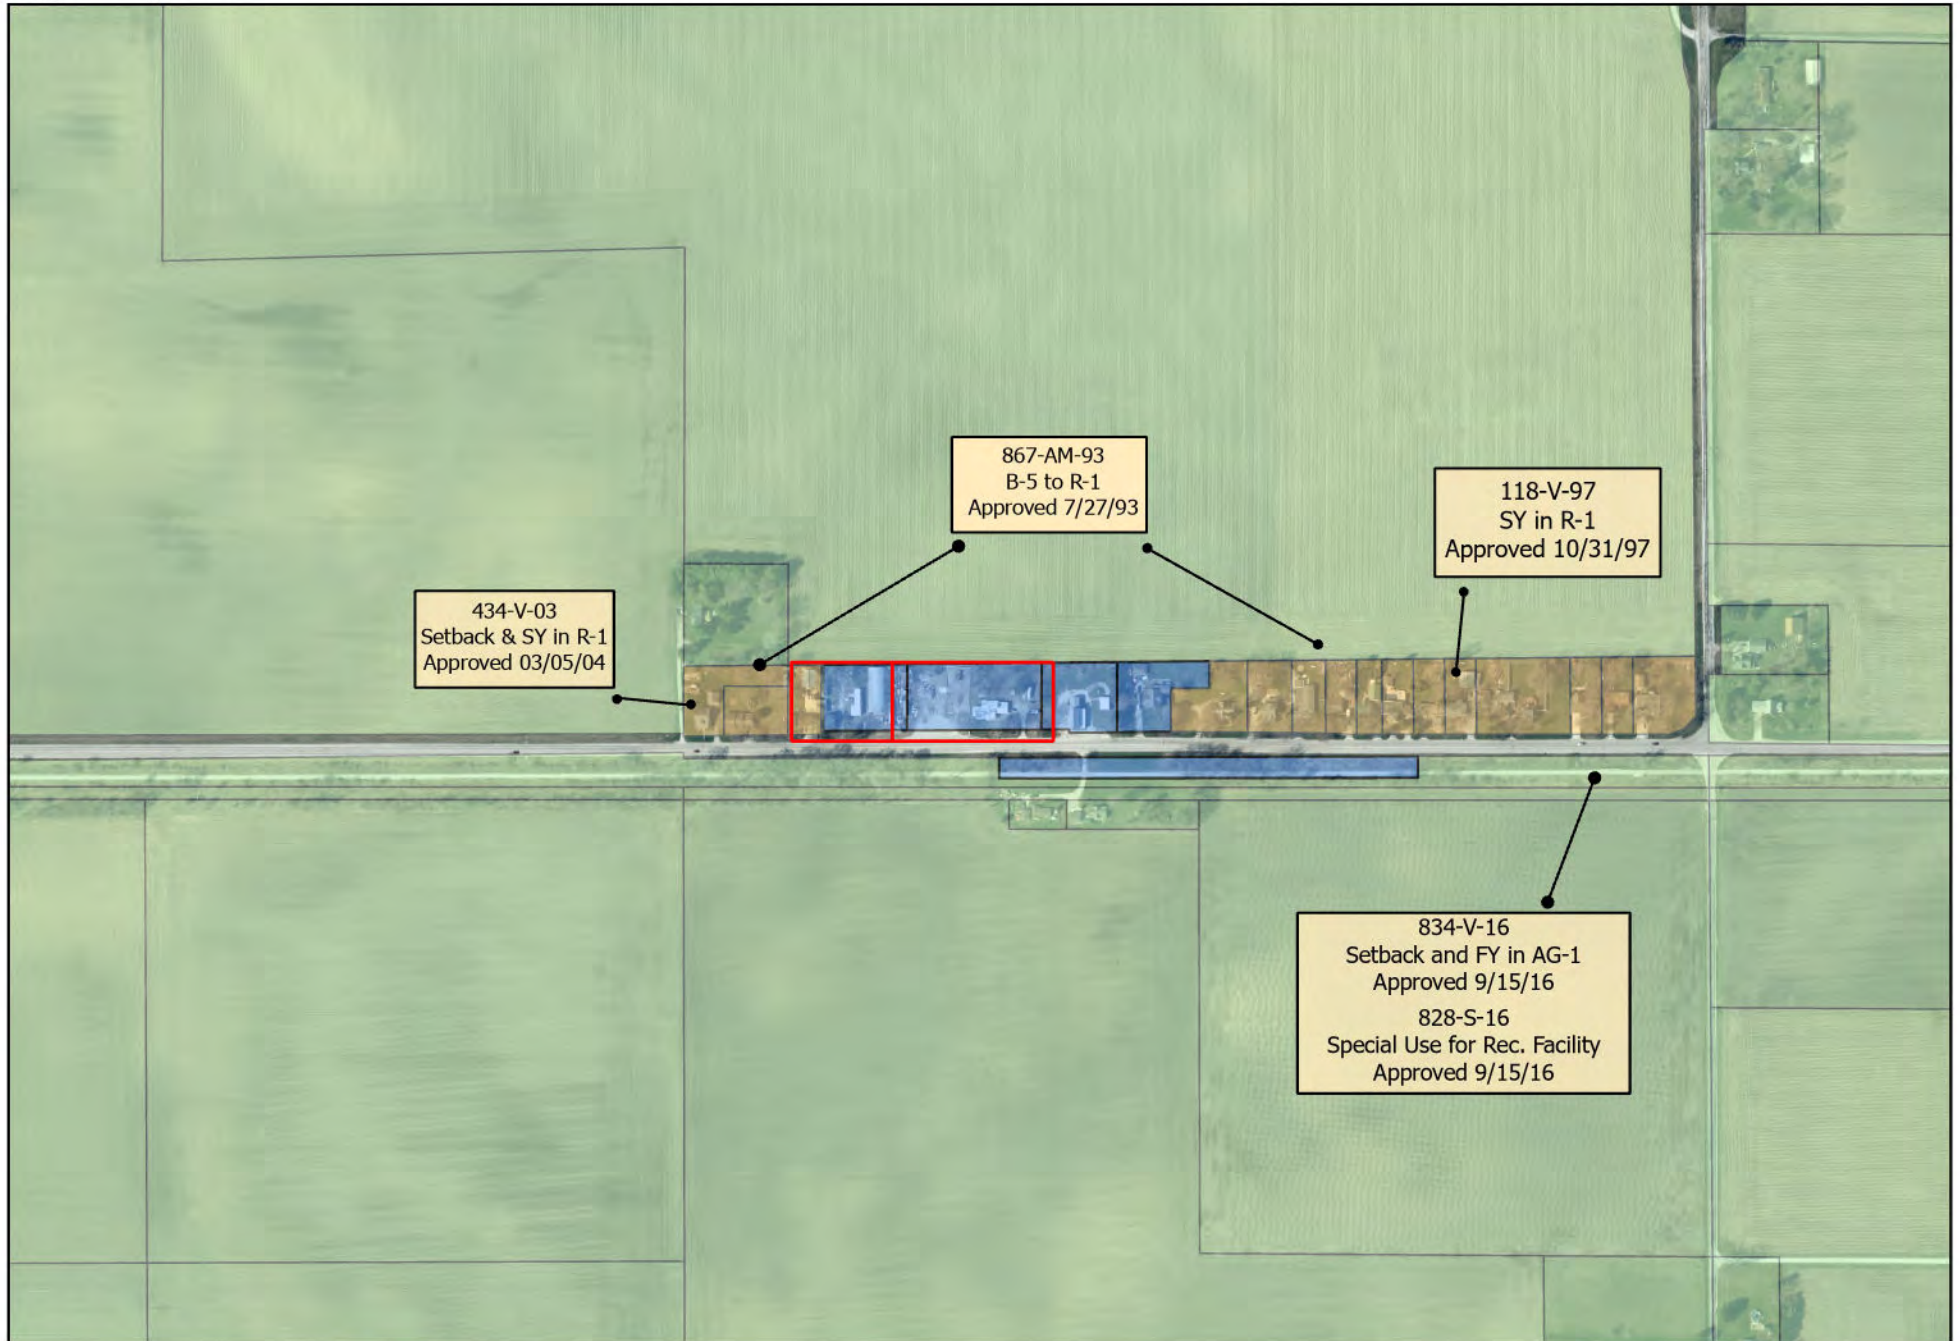 867-AM-93
B-5 to R-1
Approved 7/27/93
118-V-97
SY in R-1
Approved 10/31/97
434-V-03
Setback & SY in R-1
Approved 03/05/04
834-V-16
Setback and FY in AG-1
Approved 9/15/16
828-S-16
Special Use for Rec. Facility
Approved 9/15/16